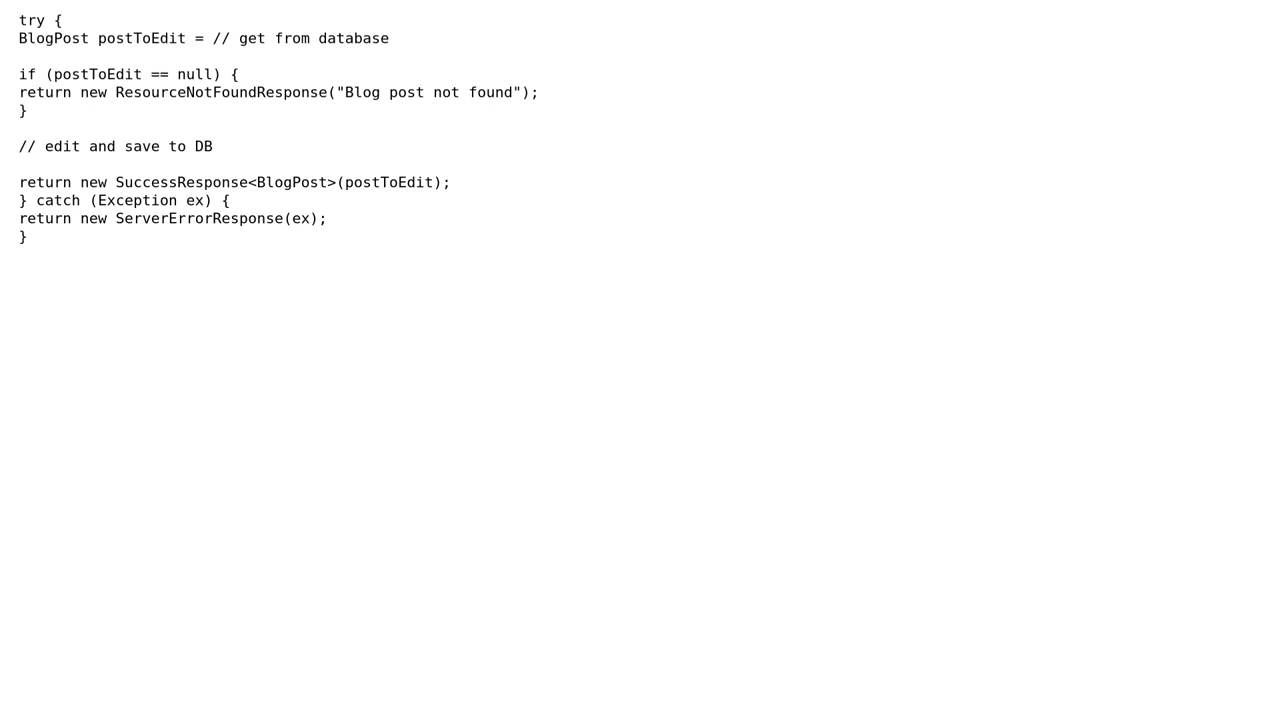 try {
BlogPost postToEdit = // get from database

if (postToEdit == null) {
return new ResourceNotFoundResponse("Blog post not found");
}

// edit and save to DB

return new SuccessResponse<BlogPost>(postToEdit);
} catch (Exception ex) {
return new ServerErrorResponse(ex);
}